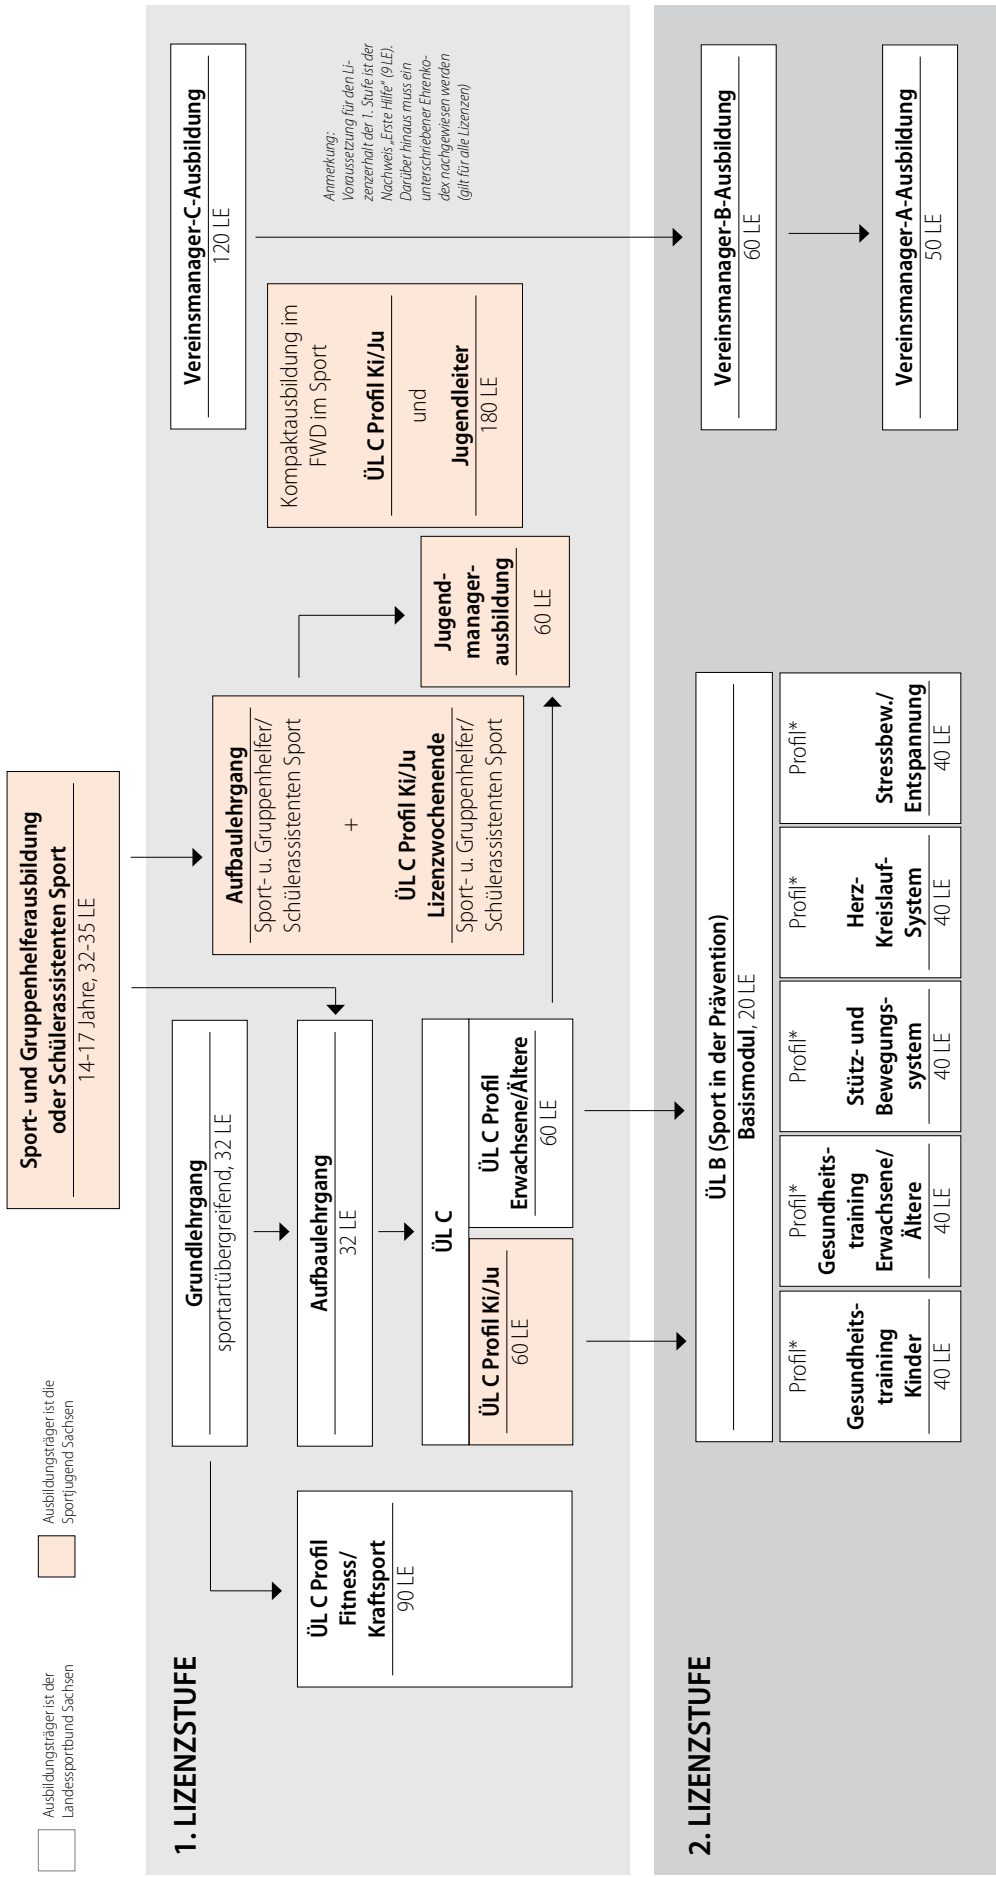 Ausbildungsträger ist der
Landessportbund Sachsen
Ausbildungsträger ist die
Sportjugend Sachsen
Sport- und Gruppenhelferausbildung
oder Schülerassistenten Sport
14-17 Jahre, 32-35 LE
1. LIZENZSTUFE
ÜL C Profil
Fitness/
Kraftsport
90 LE
Grundlehrgang
sportartübergreifend, 32 LE
Aufbaulehrgang
32 LE
ÜL C
ÜL C Profil Ki/Ju
60 LE
ÜL C Profil
Erwachsene/Ältere
60 LE
Aufbaulehrgang
Sport- u. Gruppenhelfer/
Schülerassistenten Sport
+
ÜL C Profil Ki/Ju
Lizenzwochenende
Sport- u. Gruppenhelfer/
Schülerassistenten Sport
Jugend-
manager-
ausbildung
60 LE
Kompaktausbildung im
FWD im Sport
ÜL C Profil Ki/Ju
und
Jugendleiter
180 LE
Vereinsmanager-C-Ausbildung
120 LE
Anmerkung:
Voraussetzung für den Li-
zenzerhalt der 1. Stufe ist der
Nachweis „Erste Hilfe“ (9 LE).
Darüber hinaus muss ein
unterschriebener Ehrenko-
dex nachgewiesen werden
(gilt für alle Lizenzen)
2. LIZENZSTUFE
ÜL B (Sport in der Prävention)
Basismodul, 20 LE
Profil*
Gesundheits-
training
Kinder
40 LE
Profil*
Gesundheits-
training
Erwachsene/
Ältere
40 LE
Profil*
Stütz- und
Bewegungs-
system
40 LE
Profil*
Herz-
Kreislauf-
System
40 LE
Profil*
Stressbew./
Entspannung
40 LE
Vereinsmanager-B-Ausbildung
60 LE
Vereinsmanager-A-Ausbildung
50 LE